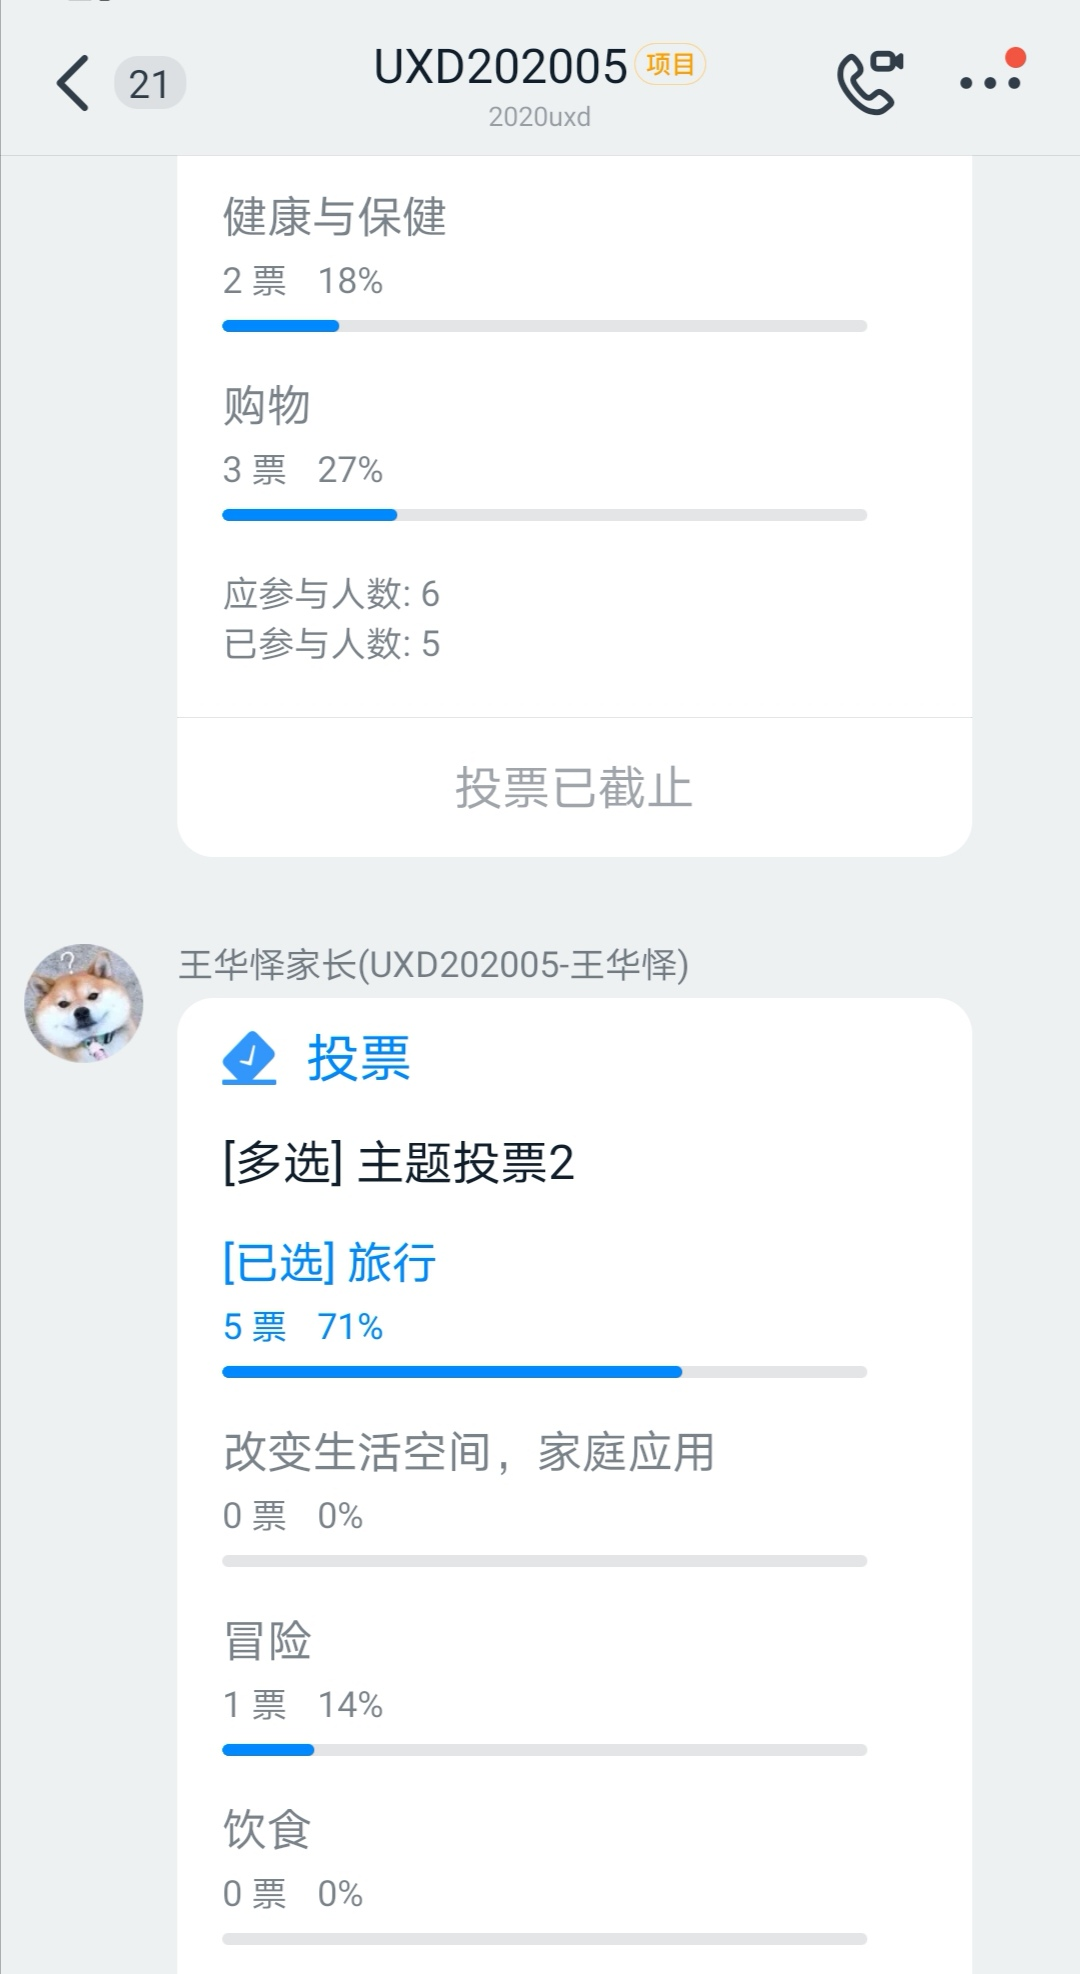 21
UXD202005 项目
2020uxd
健康与保健
2 票 18%
购物
3 票 27%
应参与人数: 6
已参与人数: 5
投票已截止
王华怿家长(UXD202005-王华怿)
投票
[多选] 主题投票2
[已选] 旅行
5 票 71%
改变生活空间，家庭应用
0 票 0%
冒险
1 票 14%
饮食
0 票 0%